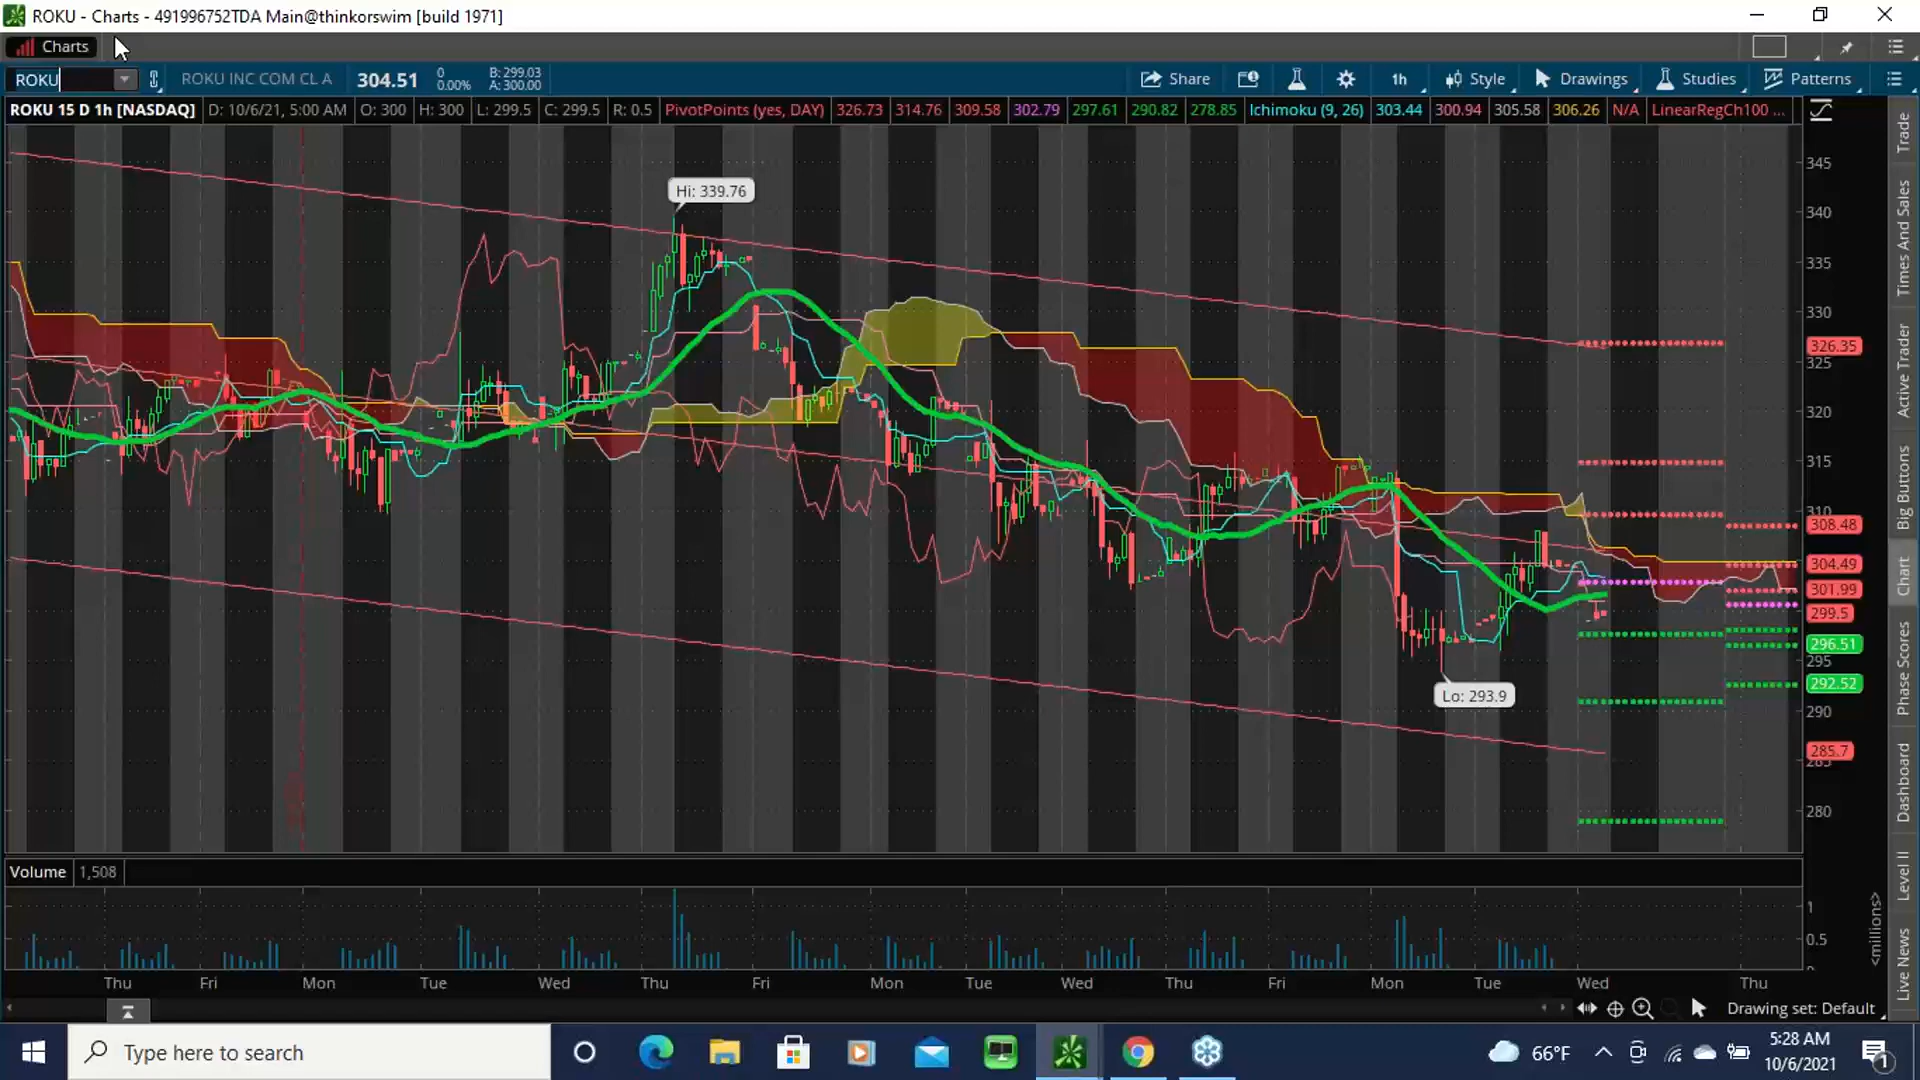 ROKU - Charts - 491996752TDA Main@thinkorswim [build 1971]
Charts
ROKU
ROKU INC COM CL A
304.51
0
0.00%
B: 299.03
A: 300.00
Share
1h
Style
Drawings
Studies
Patterns
ROKU 15 D 1h [NASDAQ]
D: 10/6/21, 5:00 AM
O: 300
H: 300
L: 299.5
C: 299.5
R: 0.5
PivotPoints (yes, DAY)
326.73
314.76
309.58
302.79
297.61
290.82
278.85
Ichimoku (9, 26)
303.44
300.94
305.58
306.26
N/A
LinearRegCh100 ...
Hi: 339.76
Lo: 293.9
345
340
335
330
326.35
325
320
315
310
308.48
304.49
301.99
299.5
296.51
295
292.52
290
285.7
285
280
Trade
Times And Sales
Active Trader
Big Buttons
Chart
Phase Scores
Dashboard
Level II
Live News
Volume
1,508
1
0.5
0
<millions>
Thu
Fri
Mon
Tue
Wed
Thu
Fri
Mon
Tue
Wed
Thu
Fri
Mon
Tue
Wed
Thu
Drawing set: Default
Type here to search
66°F
5:28 AM
10/6/2021
1